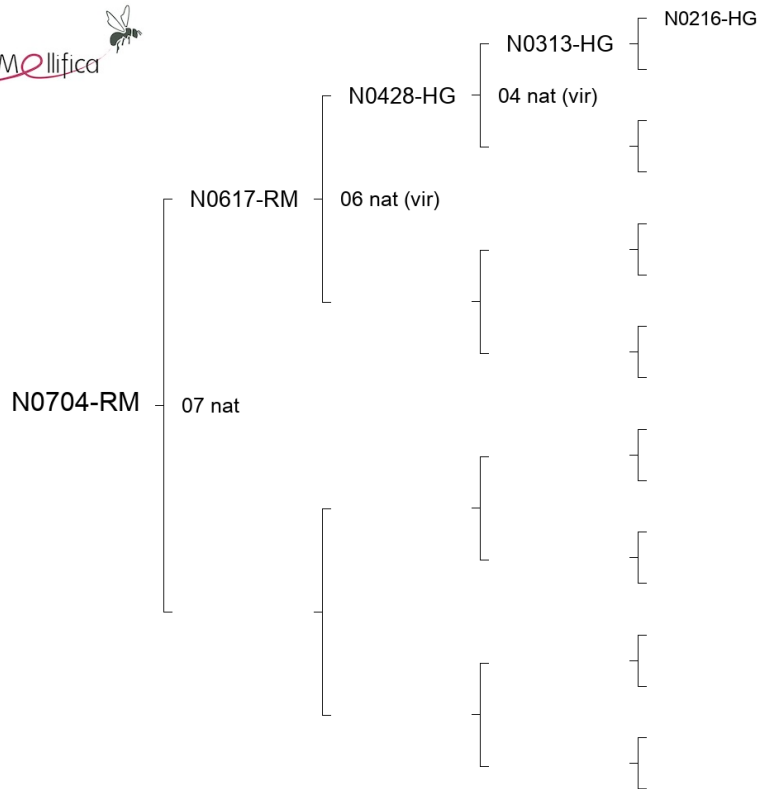 N0216-HG
N0313-HG
Mellifica
N0428-HG
04 nat (vir)
N0617-RM
06 nat (vir)
N0704-RM
07 nat